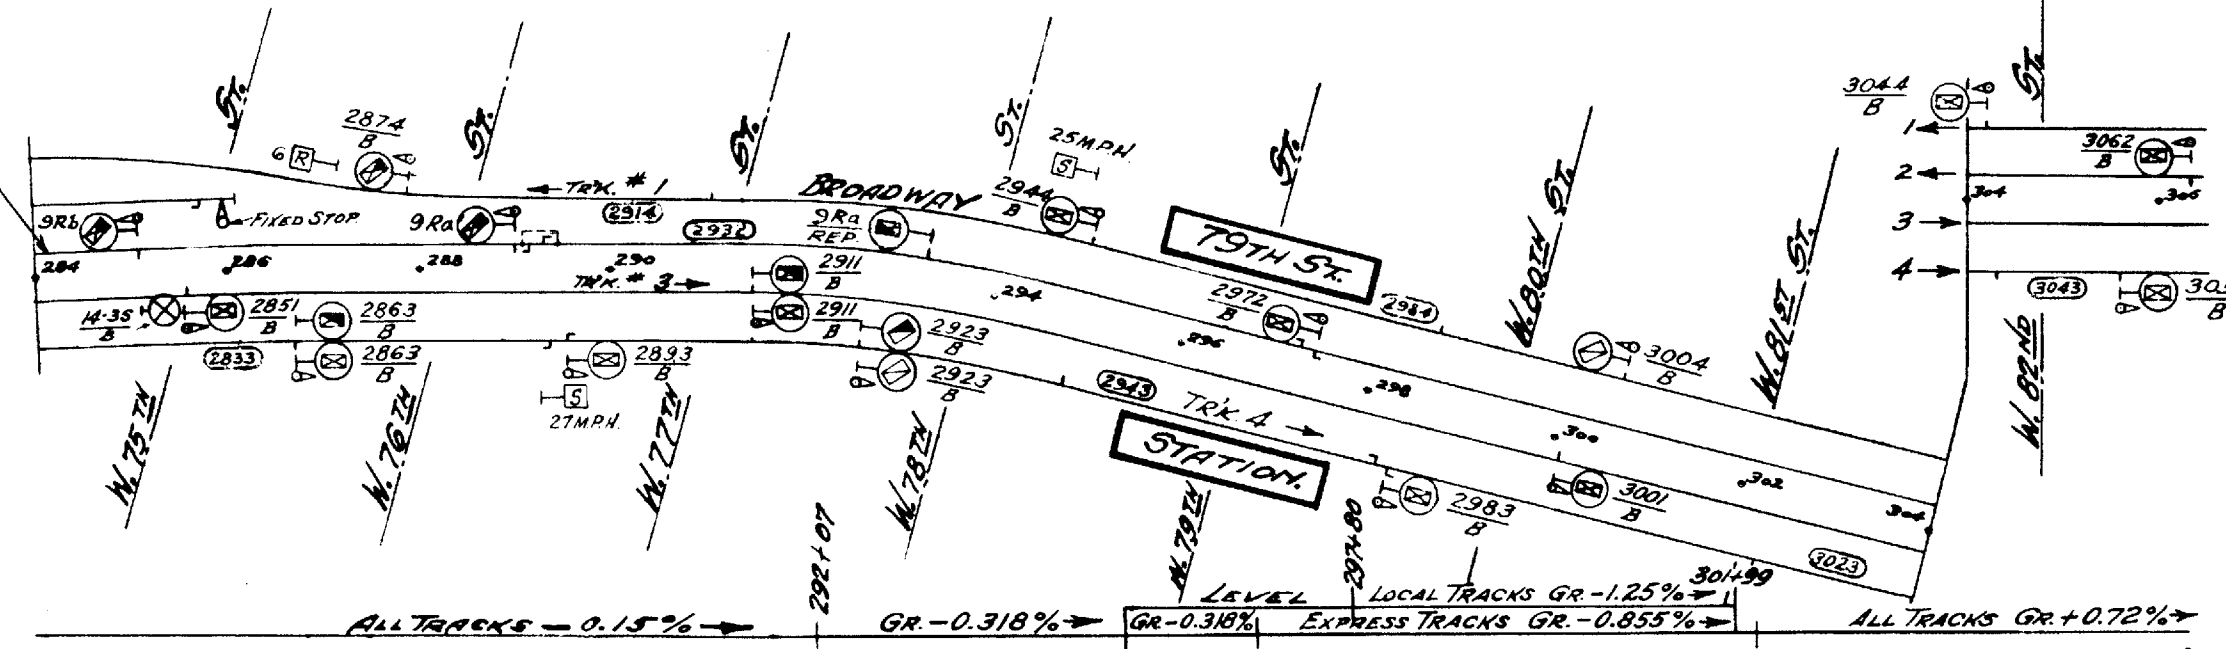 ST.
ST.
ST.
ST.
ST.
W. 80TH ST.
W. 81ST ST.
ST.
2874
B
6 R
TR'K. # 1
BROADWAY
2944
B
25 M.P.H.
S
3044
B
1
2
3
4
3062
B
9Rb
FIXED STOP
9Ra
2914
2932
9Ra
REP.
79TH ST.
304
306
284
286
288
290
TR'K. # 3
2911
B
294
2972
B
2984
3043
B
14-35
B
2851
B
2863
B
2911
B
2923
B
296
3004
B
2833
2863
B
2893
B
2923
B
2943
298
S
27 M.P.H.
TR'K. 4
STATION.
300
302
304
2983
B
3001
B
3023
W. 75TH
W. 76TH
W. 77TH
W. 78TH
W. 79TH
W. 82ND
292+07
297+80
301+99
ALL TRACKS - 0.15%
GR. -0.318%
LEVEL
LOCAL TRACKS GR. -1.25%
GR-0.318%
EXPRESS TRACKS GR. -0.855%
ALL TRACKS GR. +0.72%